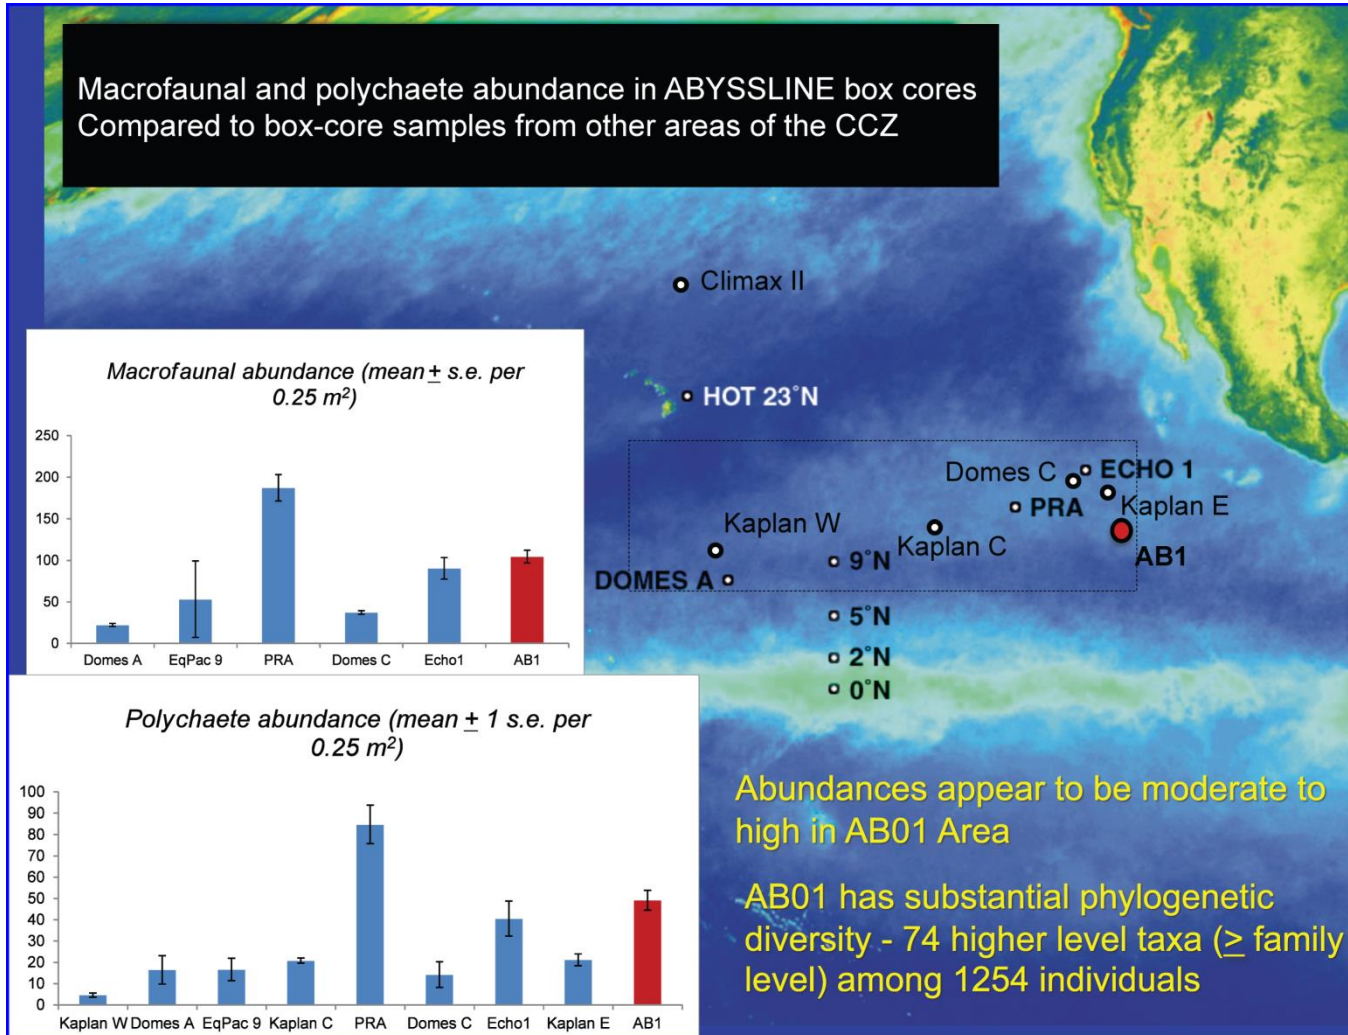 Macrofaunal and polychaete abundance in ABYSSLINE box cores
Compared to box-core samples from other areas of the CCZ
Climax II
HOT 23°N
Domes C
ECHO 1
PRA
Kaplan E
Kaplan W
Kaplan C
AB1
DOMES A
9°N
5°N
2°N
0°N
Macrofaunal abundance (mean ± s.e. per
0.25 m²)
250
200
150
100
50
0
Domes A EqPac 9 PRA Domes C Echo1 AB1
Polychaete abundance (mean ± 1 s.e. per
0.25 m²)
100
90
80
70
60
50
40
30
20
10
0
Kaplan W Domes A EqPac 9 Kaplan C PRA Domes C Echo1 Kaplan E AB1
Abundances appear to be moderate to
high in AB01 Area
AB01 has substantial phylogenetic
diversity - 74 higher level taxa (≥ family
level) among 1254 individuals